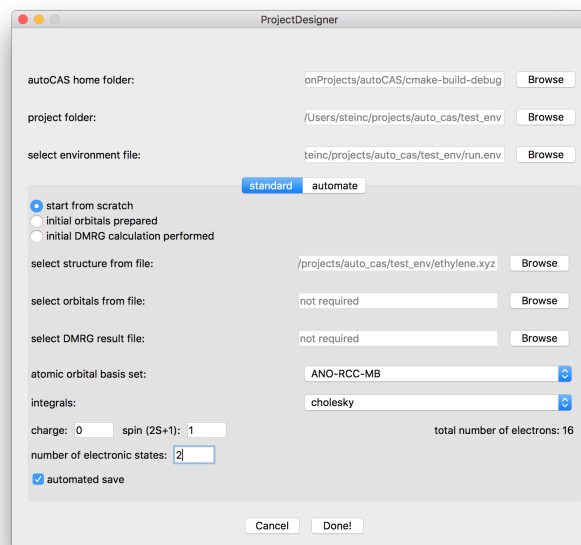 ProjectDesigner
autoCAS home folder: onProjects/autoCAS/cmake-build-debug Browse
project folder: /Users/steinc/projects/auto_cas/test_env Browse
select environment file: teinc/projects/auto_cas/test_env/run.env Browse
standard automate
start from scratch
initial orbitals prepared
initial DMRG calculation performed
select structure from file: /projects/auto_cas/test_env/ethylene.xyz Browse
select orbitals from file: not required Browse
select DMRG result file: not required Browse
atomic orbital basis set: ANO-RCC-MB
integrals: cholesky
charge: 0 spin (2S+1): 1 total number of electrons: 16
number of electronic states: 2
automated save
Cancel Done!